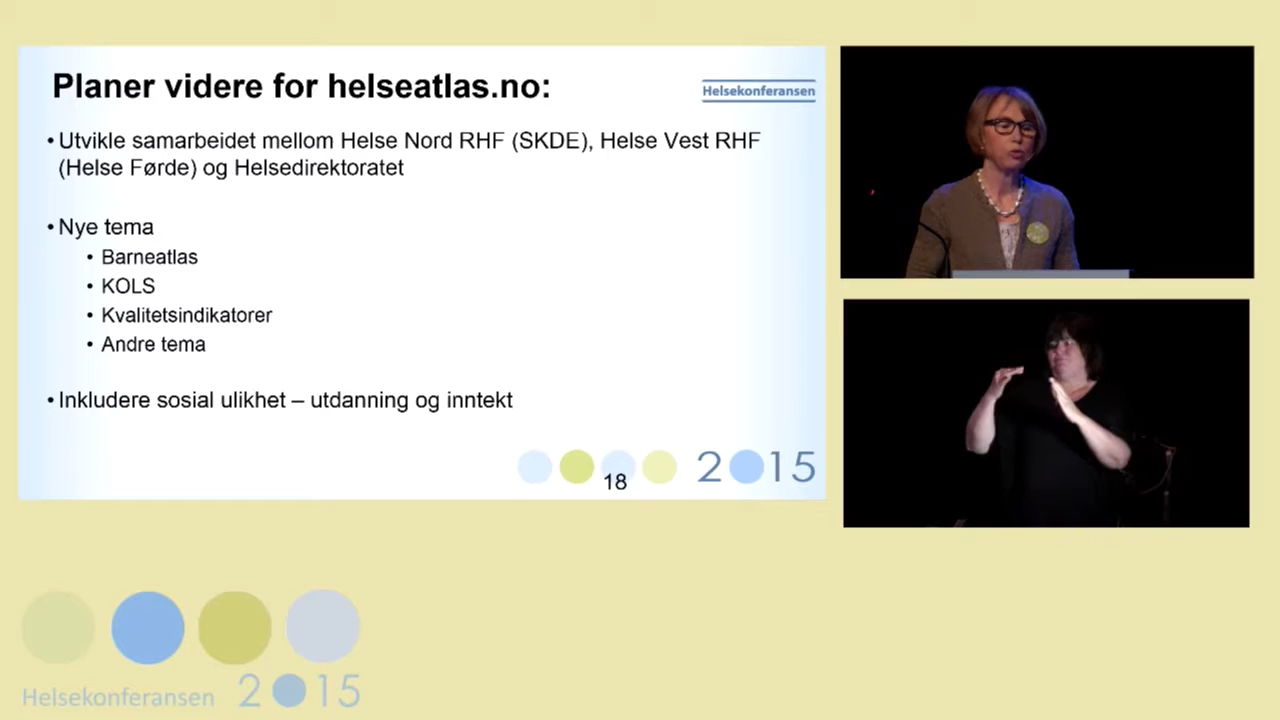 Planer videre for helseatlas.no:
Helsekonferansen
• Utvikle samarbeidet mellom Helse Nord RHF (SKDE), Helse Vest RHF
(Helse Førde) og Helsedirektoratet
• Nye tema
• Barneatlas
• KOLS
• Kvalitetsindikatorer
• Andre tema
• Inkludere sosial ulikhet – utdanning og inntekt
18
2015
Helsekonferansen 2015